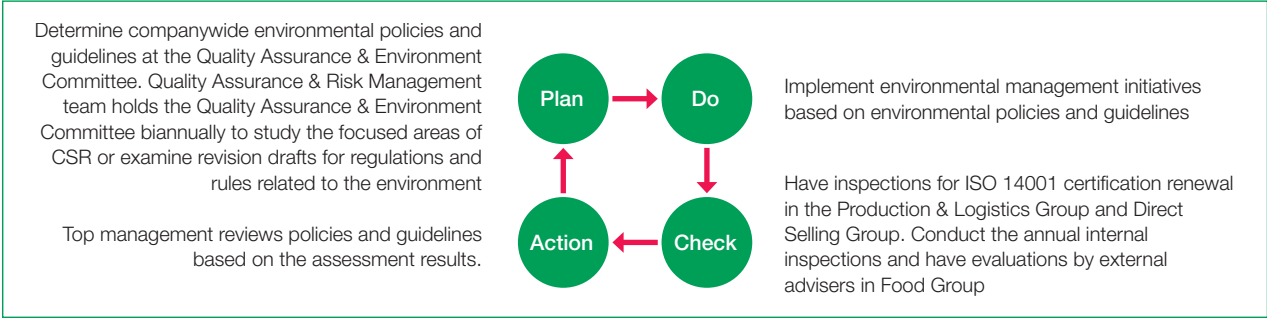 Determine companywide environmental policies and
guidelines at the Quality Assurance & Environment
Committee. Quality Assurance & Risk Management
team holds the Quality Assurance & Environment
Committee biannually to study the focused areas of
CSR or examine revision drafts for regulations and
rules related to the environment
Plan
Do
Implement environmental management initiatives
based on environmental policies and guidelines
Top management reviews policies and guidelines
based on the assessment results.
Action
Check
Have inspections for ISO 14001 certification renewal
in the Production & Logistics Group and Direct
Selling Group. Conduct the annual internal
inspections and have evaluations by external
advisers in Food Group